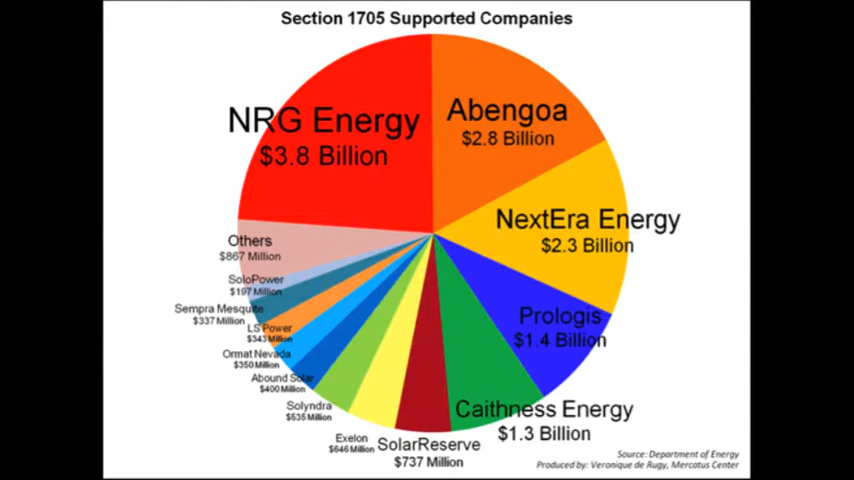 Section 1705 Supported Companies
NRG Energy
$3.8 Billion
Abengoa
$2.8 Billion
NextEra Energy
$2.3 Billion
Prologis
$1.4 Billion
Caithness Energy
$1.3 Billion
SolarReserve
$737 Million
Exelon
$646 Million
Solyndra
$535 Million
Abound Solar
$400 Million
Ormat Nevada
$350 Million
LS Power
$343 Million
Sempra Mesquite
$337 Million
SoloPower
$197 Million
Others
$867 Million
Source: Department of Energy
Produced by: Veronique de Rugy, Mercatus Center